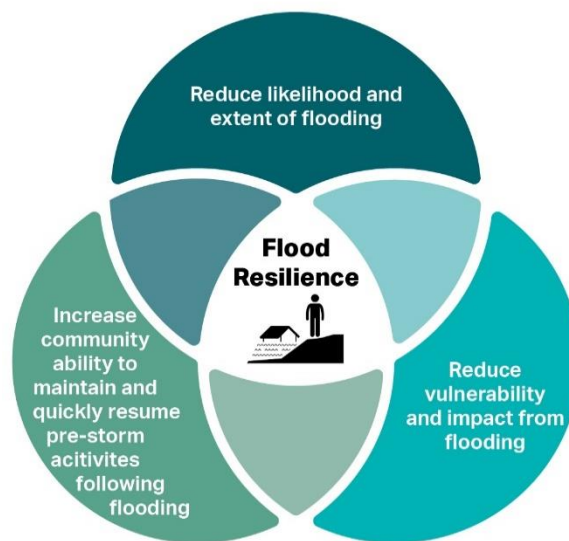 Reduce likelihood and
extent of flooding
Flood
Resilience
Increase
community
ability to
maintain and
quickly resume
pre-storm
acitivites
following
flooding
Reduce
vulnerability
and impact from
flooding